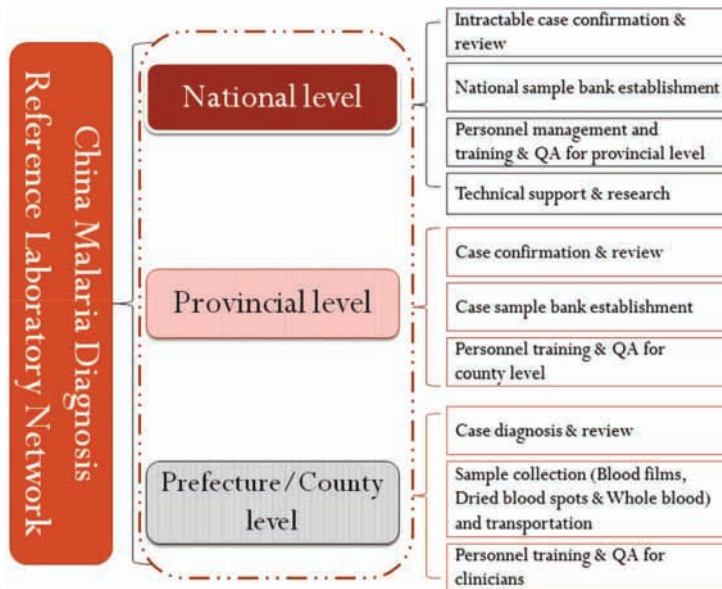 China Malaria Diagnosis
Reference Laboratory Network
National level
Intractable case confirmation &
review
National sample bank establishment
Personnel management and
training & QA for provincial level
Technical support & research
Provincial level
Case confirmation & review
Case sample bank establishment
Personnel training & QA for
county level
Prefecture/County
level
Case diagnosis & review
Sample collection (Blood films,
Dried blood spots & Whole blood)
and transportation
Personnel training & QA for
clinicians